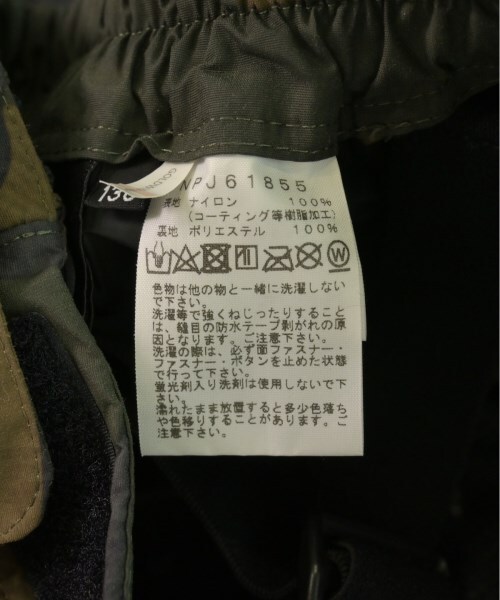 NPJ61855
表地 ナイロン 100%
(コーティング等樹脂加工)
裏地 ポリエステル 100%
W
色物は他の物と一緒に洗濯しない
で下さい。
洗濯等で強くねじったりすること
は、縫目の防水テープ剥がれの原
因となります。ご注意下さい。
洗濯の際は、必ず面ファスナー・
ファスナー・ボタンを止めた状態
で行って下さい。
蛍光剤入り洗剤は使用しないで下
さい。
濡れたまま放置すると多少色落ち
や色移りすることがあります。ご
注意下さい。